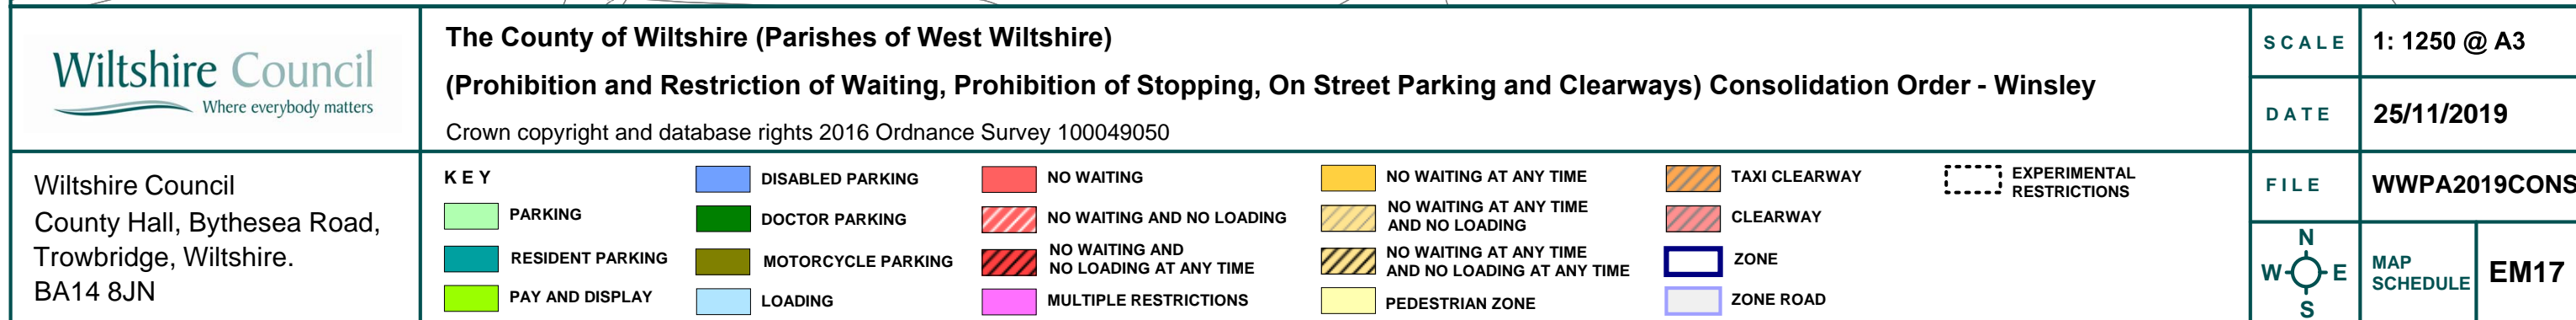 Wiltshire Council
Where everybody matters
The County of Wiltshire (Parishes of West Wiltshire)
(Prohibition and Restriction of Waiting, Prohibition of Stopping, On Street Parking and Clearways) Consolidation Order - Winsley
Crown copyright and database rights 2016 Ordnance Survey 100049050
SCALE
1: 1250 @ A3
DATE
25/11/2019
Wiltshire Council
County Hall, Bythesea Road,
Trowbridge, Wiltshire.
BA14 8JN
KEY
PARKING
RESIDENT PARKING
PAY AND DISPLAY
DISABLED PARKING
DOCTOR PARKING
MOTORCYCLE PARKING
LOADING
NO WAITING
NO WAITING AND NO LOADING
NO WAITING AND
NO LOADING AT ANY TIME
MULTIPLE RESTRICTIONS
NO WAITING AT ANY TIME
NO WAITING AT ANY TIME
AND NO LOADING
NO WAITING AT ANY TIME
AND NO LOADING AT ANY TIME
PEDESTRIAN ZONE
TAXI CLEARWAY
CLEARWAY
ZONE
ZONE ROAD
EXPERIMENTAL
RESTRICTIONS
FILE
WWPA2019CONS
N
W E
S
MAP
SCHEDULE
EM17